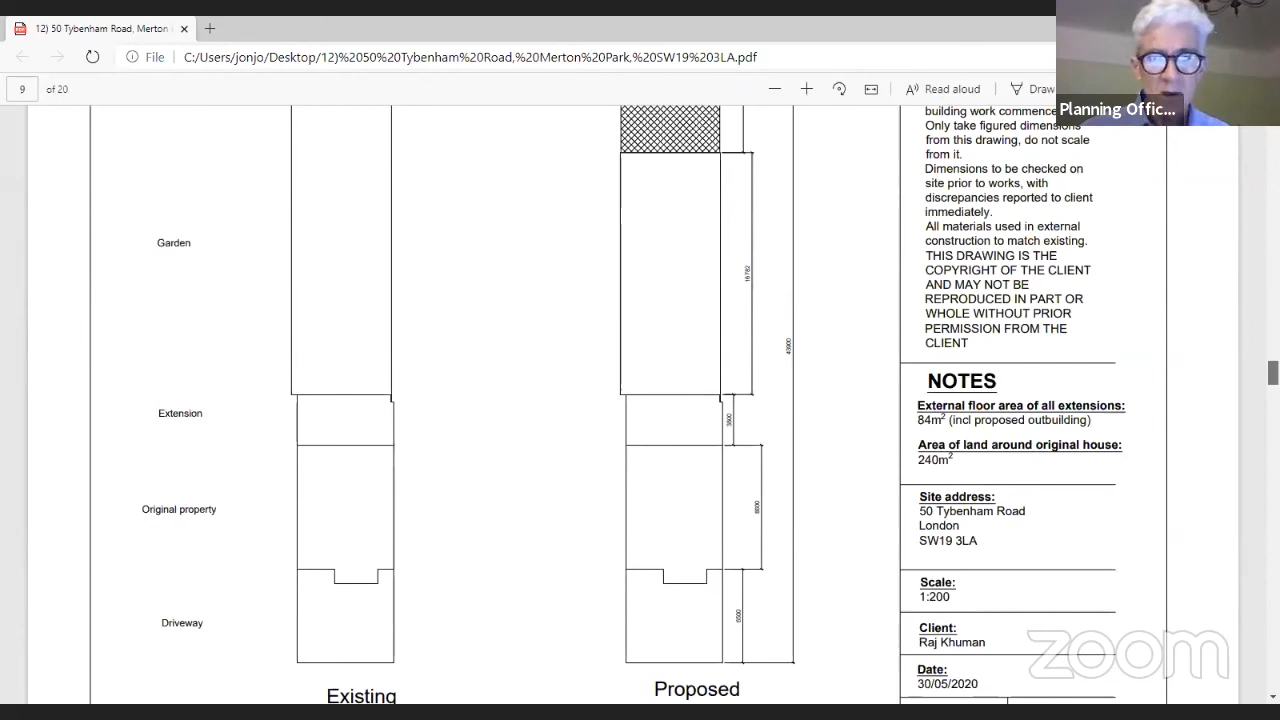 12) 50 Tybenham Road, Merton
File
C:/Users/jonjo/Desktop/12)%2050%20Tybenham%20Road,%20Merton%20Park,%20SW19%203LA.pdf
9
of 20
Read aloud
Draw
Planning Offic...
building work commence
Only take figured dimensions
from this drawing, do not scale
from it.
Dimensions to be checked on
site prior to works, with
discrepancies reported to client
immediately.
All materials used in external
construction to match existing.
THIS DRAWING IS THE
COPYRIGHT OF THE CLIENT
AND MAY NOT BE
REPRODUCED IN PART OR
WHOLE WITHOUT PRIOR
PERMISSION FROM THE
CLIENT
NOTES
External floor area of all extensions:
84m² (incl proposed outbuilding)
Area of land around original house:
240m²
Site address:
50 Tybenham Road
London
SW19 3LA
Scale:
1:200
Client:
Raj Khuman
Date:
30/05/2020
Garden
Extension
Original property
Driveway
Existing
Proposed
43900
zoom